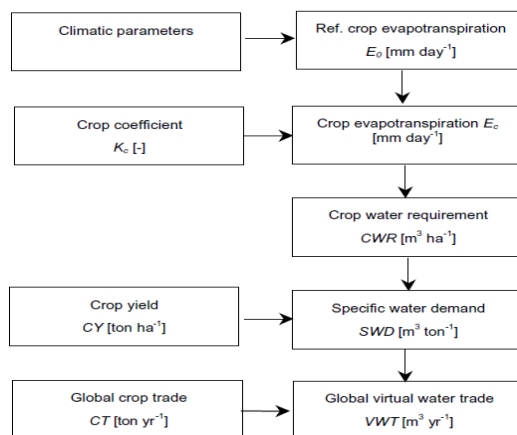 Climatic parameters
Ref. crop evapotranspiration
E₀ [mm day⁻¹]
Crop coefficient
K꜀ [-]
Crop evapotranspiration E꜀
[mm day⁻¹]
Crop water requirement
CWR [m³ ha⁻¹]
Crop yield
CY [ton ha⁻¹]
Specific water demand
SWD [m³ ton⁻¹]
Global crop trade
CT [ton yr⁻¹]
Global virtual water trade
VWT [m³ yr⁻¹]